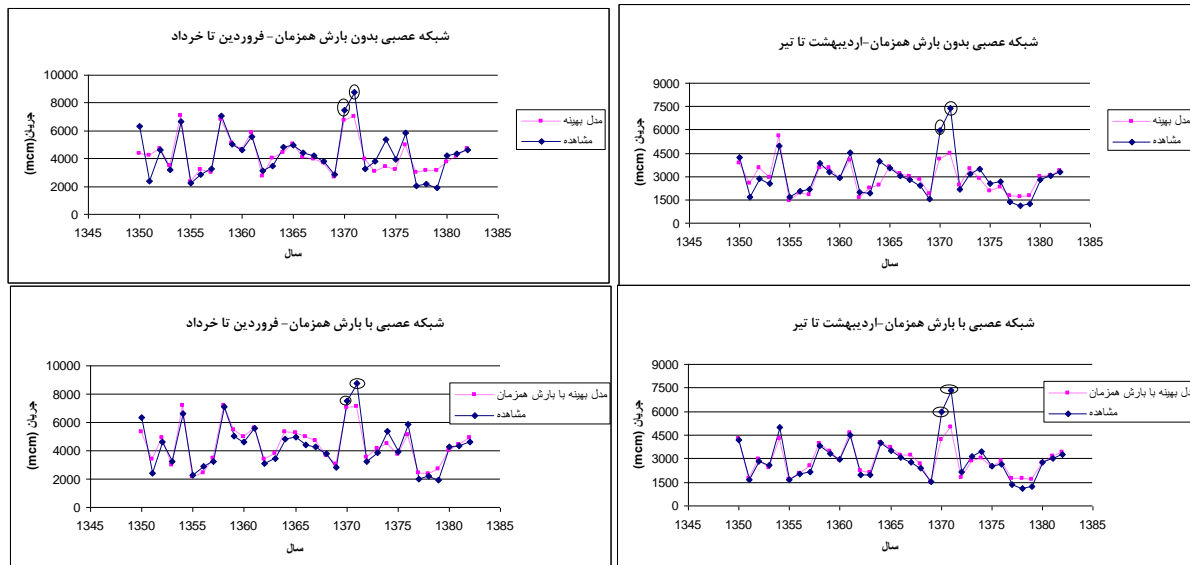 شبکه عصبی بدون بارش همزمان- فروردین تا خرداد
10000
8000
6000
4000
2000
0
جریان(mcm)
1345 1350 1355 1360 1365 1370 1375 1380 1385
سال
مدل بهینه
مشاهده
شبکه عصبی بدون بارش همزمان-اردیبهشت تا تیر
9000
7500
6000
4500
3000
1500
0
جریان (mcm)
1345 1350 1355 1360 1365 1370 1375 1380 1385
سال
مدل بهینه
مشاهده
شبکه عصبی با بارش همزمان- فروردین تا خرداد
10000
8000
6000
4000
2000
0
جریان (mcm)
1345 1350 1355 1360 1365 1370 1375 1380 1385
سال
مدل بهینه با بارش همزمان
مشاهده
شبکه عصبی با بارش همزمان-اردیبهشت تا تیر
9000
7500
6000
4500
3000
1500
0
جریان (mcm)
1345 1350 1355 1360 1365 1370 1375 1380 1385
سال
مدل بهینه با بارش همزمان
مشاهده